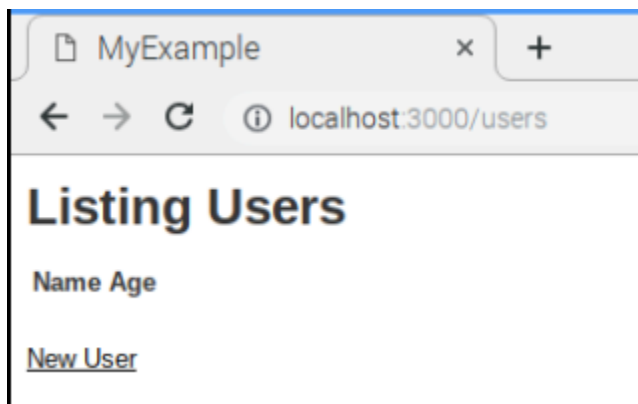 MyExample
localhost:3000/users
Listing Users
Name Age
New User